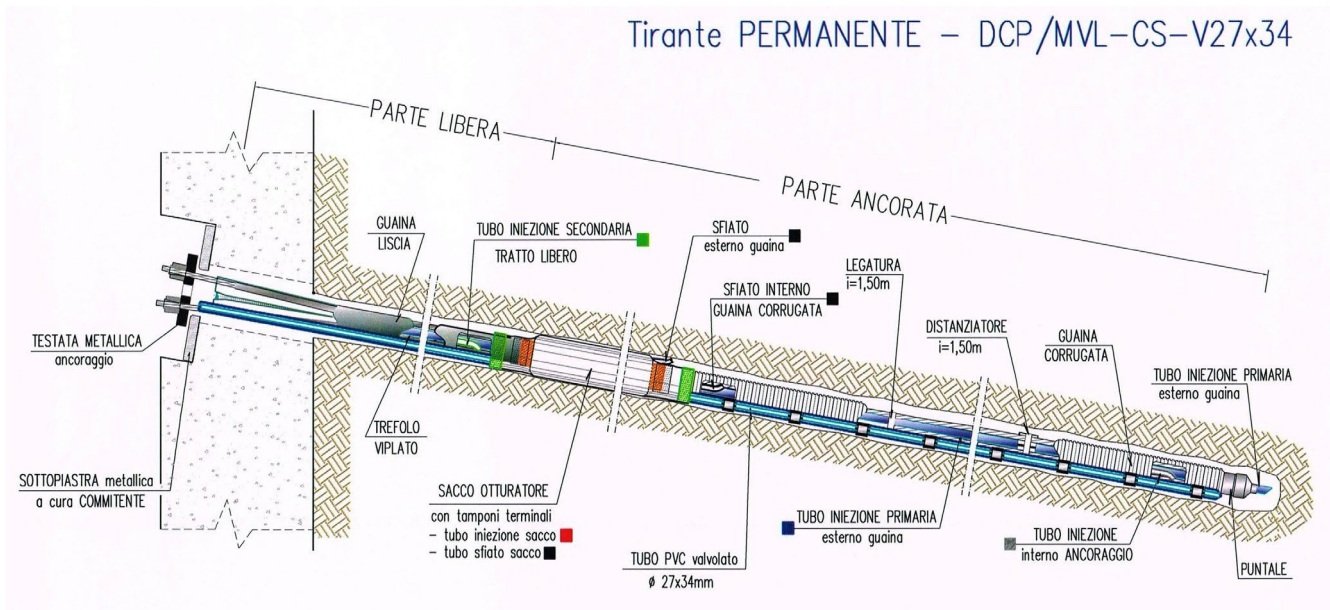 Tirante PERMANENTE - DCP/MVL-CS-V27x34
PARTE LIBERA
PARTE ANCORATA
GUAINA
LISCIA
TUBO INIEZIONE SECONDARIA
TRATTO LIBERO
SFIATO
esterno guaina
SFIATO INTERNO
GUAINA CORRUGATA
LEGATURA
i=1,50m
DISTANZIATORE
i=1,50m
GUAINA
CORRUGATA
TUBO INIEZIONE PRIMARIA
esterno guaina
TESTATA METALLICA
ancoraggio
TREFOLO
VIPLATO
SOTTOPIASTRA metallica
a cura COMMITENTE
SACCO OTTURATORE
con tamponi terminali
- tubo iniezione sacco
- tubo sfiato sacco
TUBO PVC valvolato
ø 27x34mm
TUBO INIEZIONE PRIMARIA
esterno guaina
TUBO INIEZIONE
interno ANCORAGGIO
PUNTALE